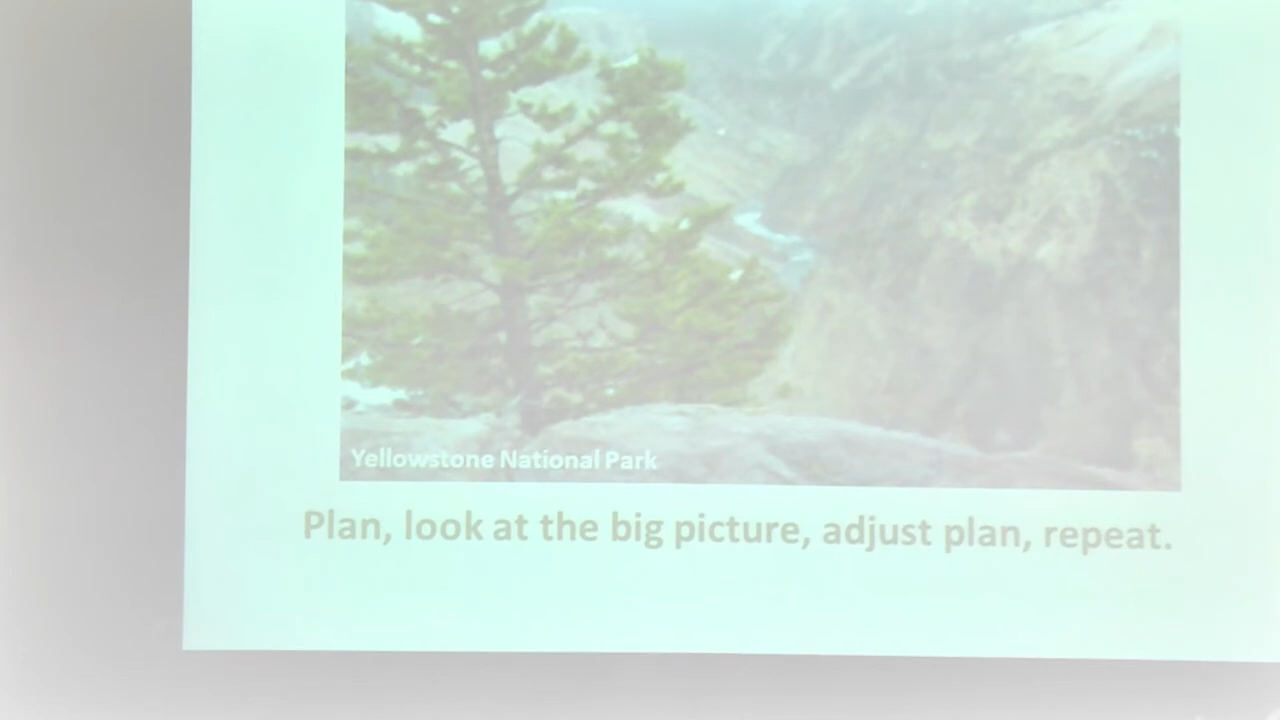 Yellowstone National Park
Plan, look at the big picture, adjust plan, repeat.